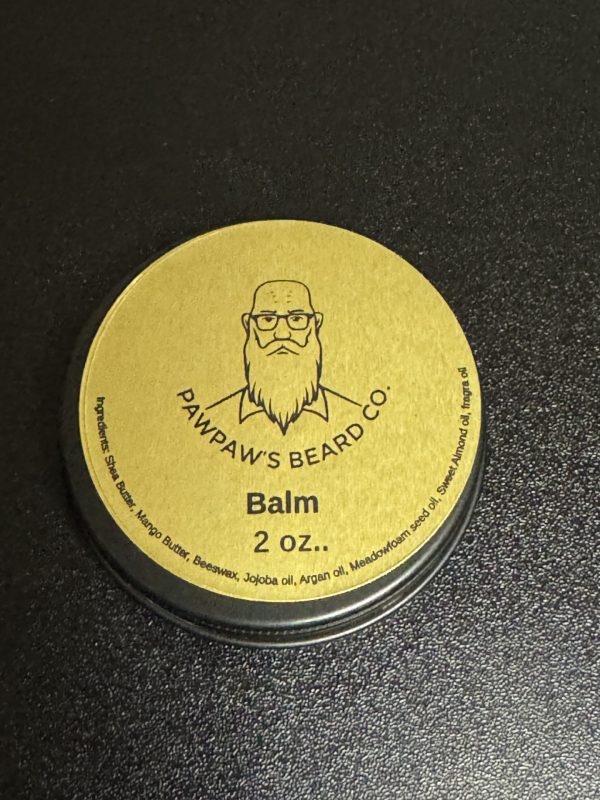 PAWPAW'S BEARD CO.
Balm
2 oz..
Ingredients: Shea Butter, Mango Butter, Beeswax, Jojoba oil, Argan oil, Meadowfoam seed oil, Sweet Almond oil, fragra oil